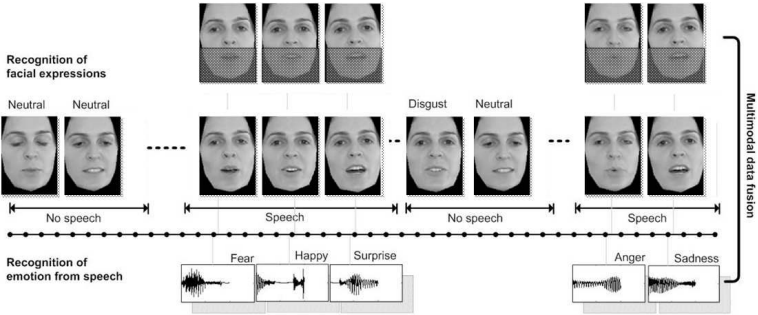 Recognition of
facial expressions
Neutral
Neutral
Disgust
Neutral
No speech
Speech
No speech
Speech
Recognition of
emotion from speech
Fear
Happy
Surprise
Anger
Sadness
Multimodal data fusion